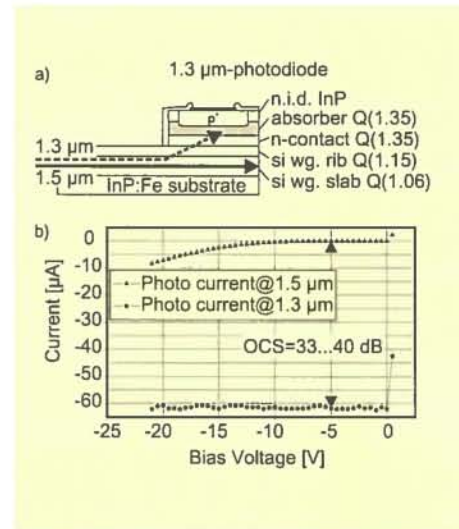 a)
1.3 µm-photodiode
n.i.d. InP
p+
absorber Q(1.35)
n-contact Q(1.35)
1.3 µm
si wg. rib Q(1.15)
1.5 µm
si wg. slab Q(1.06)
InP:Fe substrate
b)
0
-10
-20
-30
-40
-50
-60
Current [µA]
Photo current@1.5 µm
Photo current@1.3 µm
OCS=33...40 dB
-25 -20 -15 -10 -5 0
Bias Voltage [V]